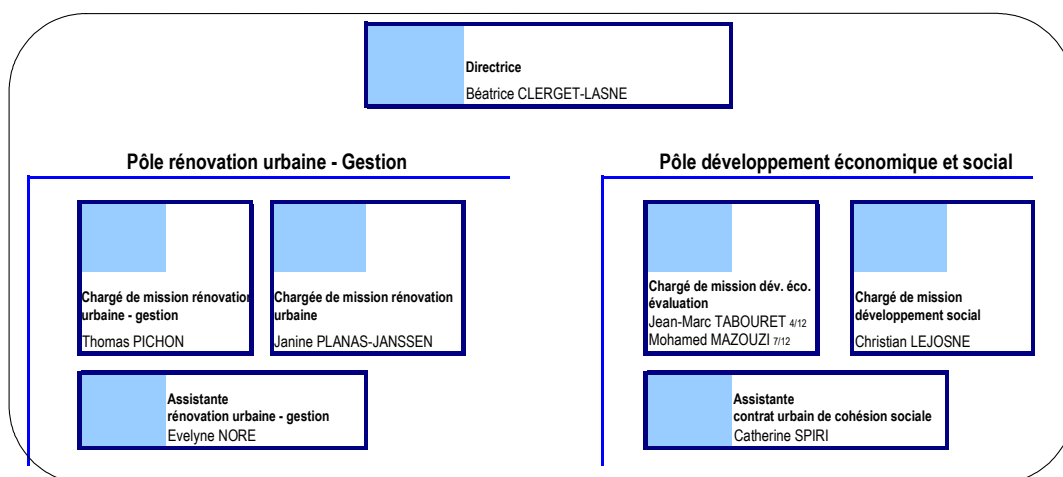 Directrice
Béatrice CLERGET-LASNE
Pôle rénovation urbaine - Gestion
Chargé de mission rénovation
urbaine - gestion
Thomas PICHON
Chargée de mission rénovation
urbaine
Janine PLANAS-JANSSEN
Assistante
rénovation urbaine - gestion
Evelyne NORE
Pôle développement économique et social
Chargé de mission dév. éco.
évaluation
Jean-Marc TABOURET 4/12
Mohamed MAZOUZI 7/12
Chargé de mission
développement social
Christian LEJOSNE
Assistante
contrat urbain de cohésion sociale
Catherine SPIRI